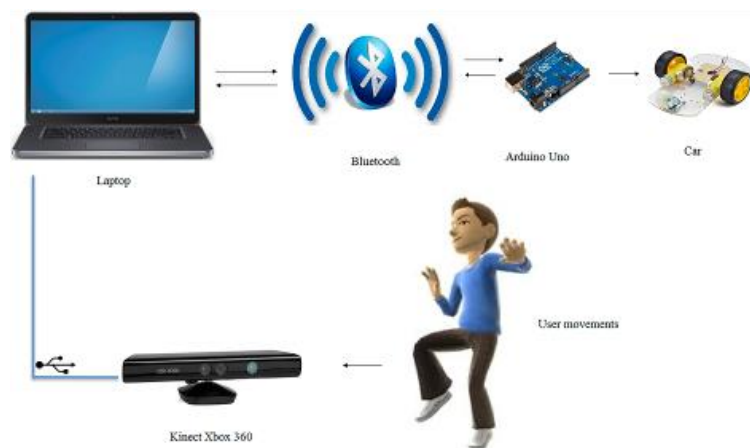 Laptop
Bluetooth
Arduino Uno
Car
User movements
Kinect Xbox 360